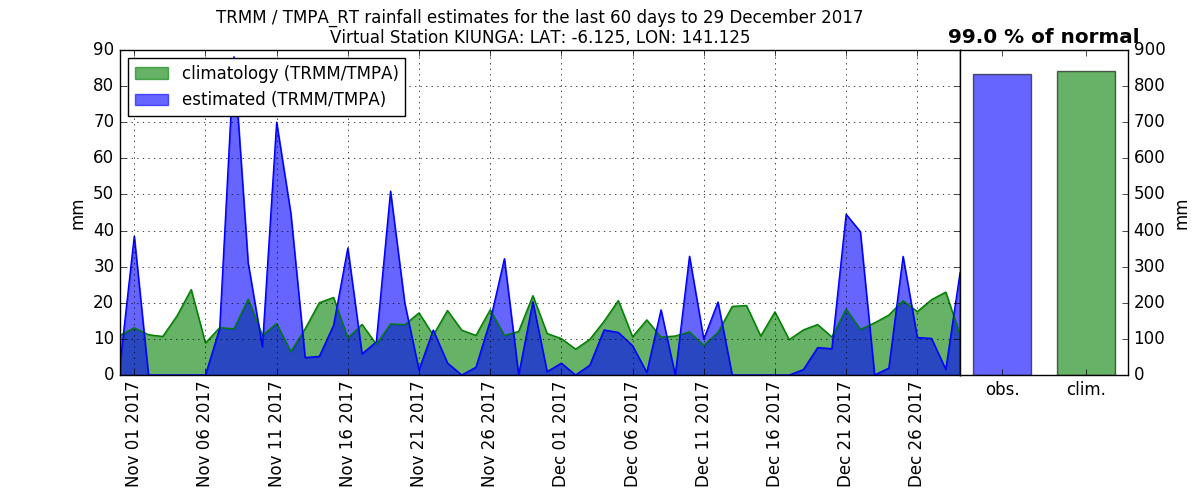 TRMM / TMPA_RT rainfall estimates for the last 60 days to 29 December 2017
Virtual Station KIUNGA: LAT: -6.125, LON: 141.125
99.0 % of normal
climatology (TRMM/TMPA)
estimated (TRMM/TMPA)
90
80
70
60
50
40
30
20
10
0
mm
Nov 01 2017
Nov 06 2017
Nov 11 2017
Nov 16 2017
Nov 21 2017
Nov 26 2017
Dec 01 2017
Dec 06 2017
Dec 11 2017
Dec 16 2017
Dec 21 2017
Dec 26 2017
obs.
clim.
900
800
700
600
500
400
300
200
100
0
mm